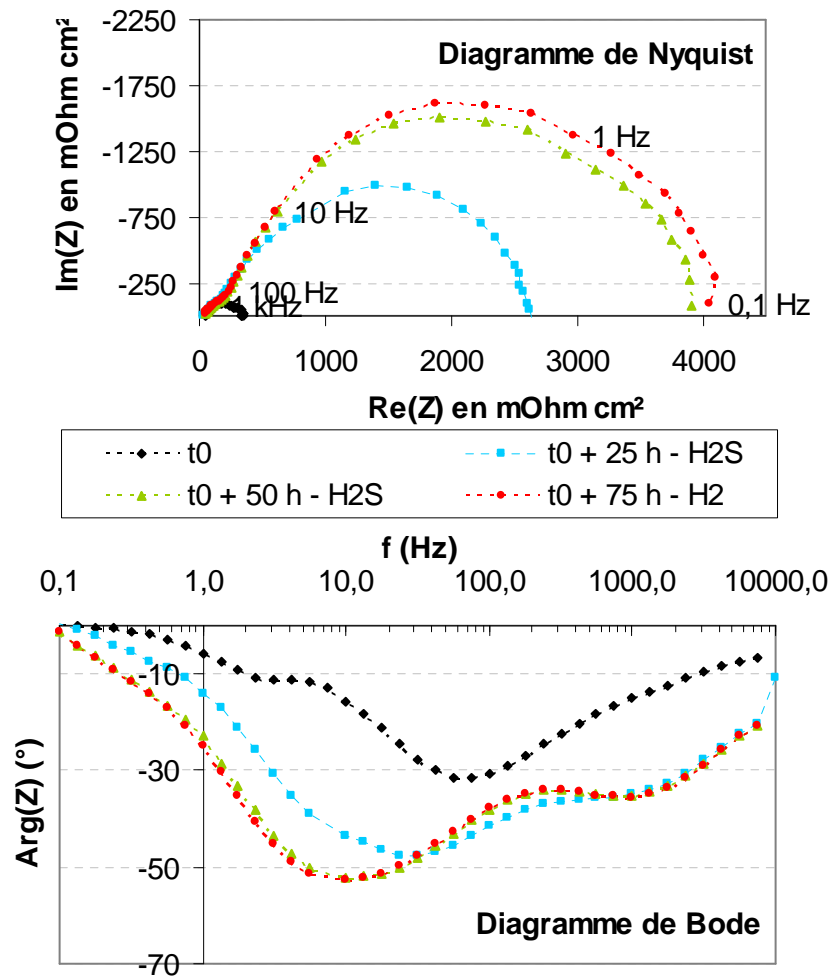 -2250
Diagramme de Nyquist
-1750
-1250
-750
-250
Im(Z) en mOhm cm²
1 Hz
10 Hz
100 Hz
1 kHz
0,1 Hz
0 1000 2000 3000 4000
Re(Z) en mOhm cm²
t0 t0 + 25 h - H2S
t0 + 50 h - H2S t0 + 75 h - H2
f (Hz)
0,1 1,0 10,0 100,0 1000,0 10000,0
-10
-30
-50
-70
Arg(Z) (°)
Diagramme de Bode